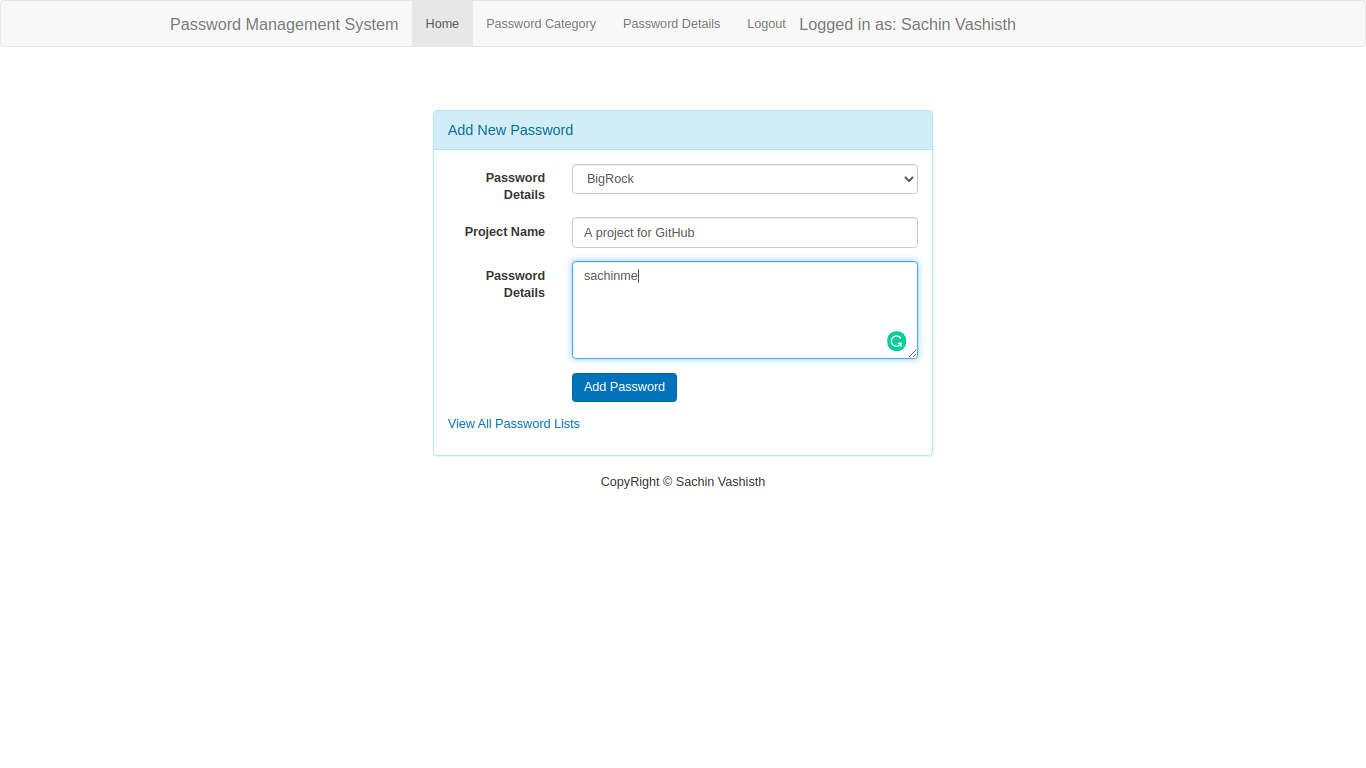 Password Management System Home Password Category Password Details Logout Logged in as: Sachin Vashisth
Add New Password
Password
Details
BigRock
Project Name
A project for GitHub
Password
Details
sachinme
Add Password
View All Password Lists
CopyRight © Sachin Vashisth